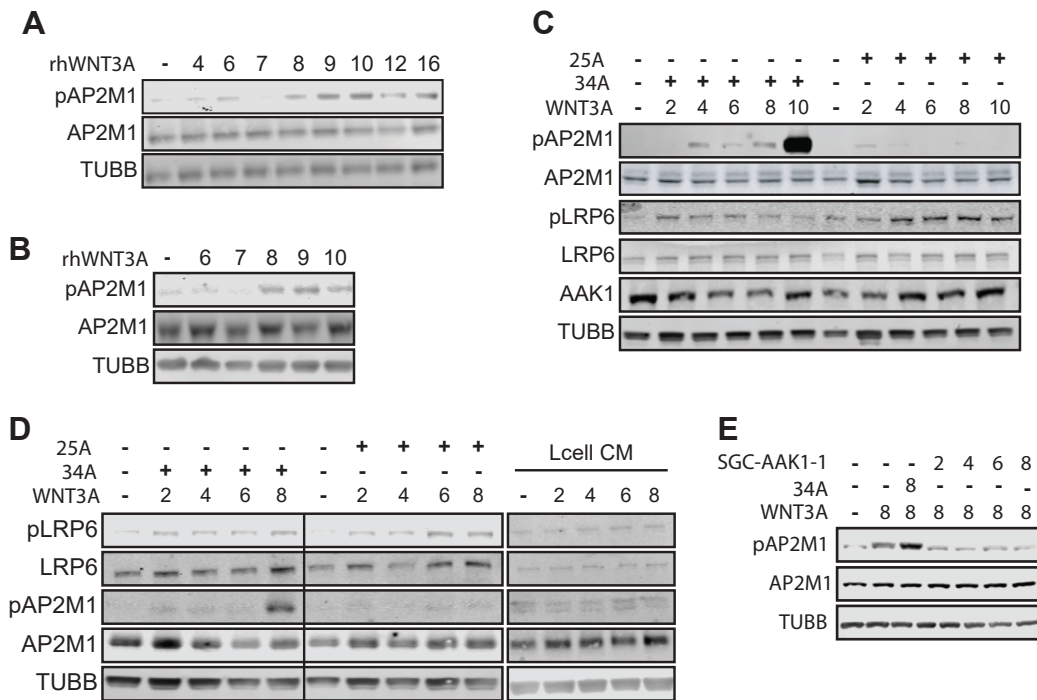 A
rhWNT3A - 4 6 7 8 9 10 12 16
pAP2M1
AP2M1
TUBB
B
rhWNT3A - 6 7 8 9 10
pAP2M1
AP2M1
TUBB
C
25A - - - - - - - + + + + +
34A - + + + + + - - - - - -
WNT3A - 2 4 6 8 10 - 2 4 6 8 10
pAP2M1
AP2M1
pLRP6
LRP6
AAK1
TUBB
D
25A - - - - - - + + + +
34A - + + + + - - - - -
WNT3A - 2 4 6 8 - 2 4 6 8
Lcell CM
- 2 4 6 8
pLRP6
LRP6
pAP2M1
AP2M1
TUBB
E
SGC-AAK1-1 - - - 2 4 6 8
34A - - 8 - - - -
WNT3A - 8 8 8 8 8 8
pAP2M1
AP2M1
TUBB